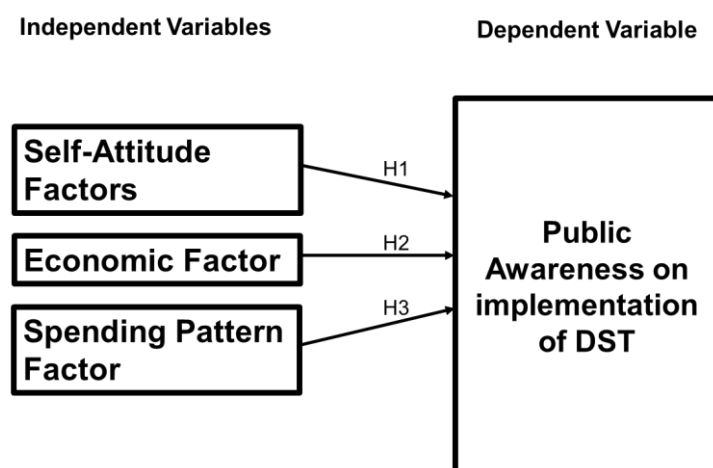 Independent Variables
Dependent Variable
Self-Attitude
Factors
H1
Economic Factor
H2
Spending Pattern
Factor
H3
Public
Awareness on
implementation
of DST